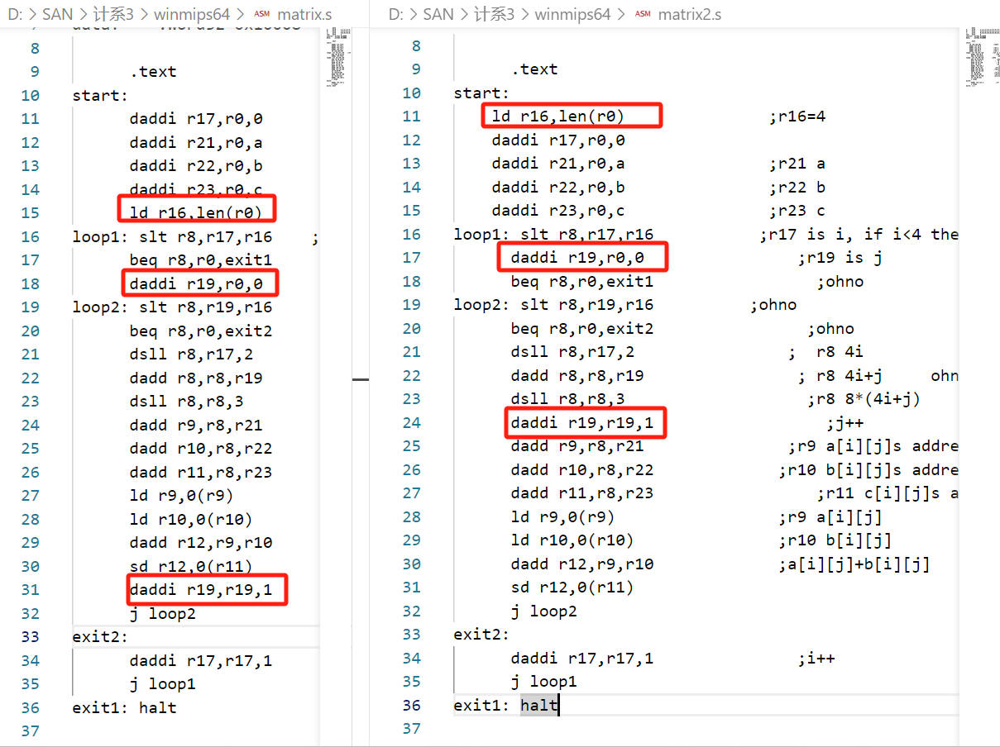 D: > SAN > 计系3 > winmips64 > ASM matrix.s
8
9 .text
10 start:
11 daddi r17,r0,0
12 daddi r21,r0,a
13 daddi r22,r0,b
14 daddi r23,r0,c
15 ld r16,len(r0)
16 loop1: slt r8,r17,r16 ;
17 beq r8,r0,exit1
18 daddi r19,r0,0
19 loop2: slt r8,r19,r16
20 beq r8,r0,exit2
21 dsll r8,r17,2
22 dadd r8,r8,r19
23 dsll r8,r8,3
24 dadd r9,r8,r21
25 dadd r10,r8,r22
26 dadd r11,r8,r23
27 ld r9,0(r9)
28 ld r10,0(r10)
29 dadd r12,r9,r10
30 sd r12,0(r11)
31 daddi r19,r19,1
32 j loop2
33 exit2:
34 daddi r17,r17,1
35 j loop1
36 exit1: halt
37
D: > SAN > 计系3 > winmips64 > ASM matrix2.s
8
9 .text
10 start:
11 ld r16,len(r0) ;r16=4
12 daddi r17,r0,0
13 daddi r21,r0,a ;r21 a
14 daddi r22,r0,b ;r22 b
15 daddi r23,r0,c ;r23 c
16 loop1: slt r8,r17,r16 ;r17 is i, if i<4 the
17 daddi r19,r0,0 ;r19 is j
18 beq r8,r0,exit1 ;ohno
19 loop2: slt r8,r19,r16 ;ohno
20 beq r8,r0,exit2 ;ohno
21 dsll r8,r17,2 ; r8 4i
22 dadd r8,r8,r19 ; r8 4i+j ohn
23 dsll r8,r8,3 ;r8 8*(4i+j)
24 daddi r19,r19,1 ;j++
25 dadd r9,r8,r21 ;r9 a[i][j]s addre
26 dadd r10,r8,r22 ;r10 b[i][j]s addre
27 dadd r11,r8,r23 ;r11 c[i][j]s a
28 ld r9,0(r9) ;r9 a[i][j]
29 ld r10,0(r10) ;r10 b[i][j]
30 dadd r12,r9,r10 ;a[i][j]+b[i][j]
31 sd r12,0(r11)
32 j loop2
33 exit2:
34 daddi r17,r17,1 ;i++
35 j loop1
36 exit1: halt
37